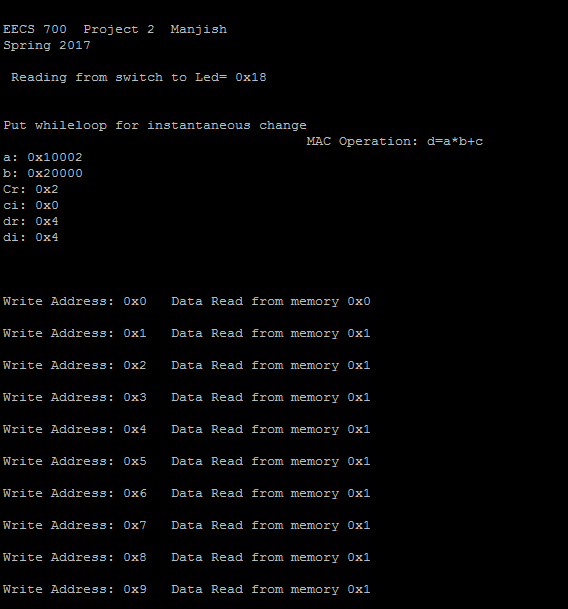 EECS 700  Project 2  Manjish
Spring 2017
Reading from switch to Led= 0x18
Put whileloop for instantaneous change
MAC Operation: d=a*b+c
a: 0x10002
b: 0x20000
Cr: 0x2
ci: 0x0
dr: 0x4
di: 0x4
Write Address: 0x0   Data Read from memory 0x0
Write Address: 0x1   Data Read from memory 0x1
Write Address: 0x2   Data Read from memory 0x1
Write Address: 0x3   Data Read from memory 0x1
Write Address: 0x4   Data Read from memory 0x1
Write Address: 0x5   Data Read from memory 0x1
Write Address: 0x6   Data Read from memory 0x1
Write Address: 0x7   Data Read from memory 0x1
Write Address: 0x8   Data Read from memory 0x1
Write Address: 0x9   Data Read from memory 0x1